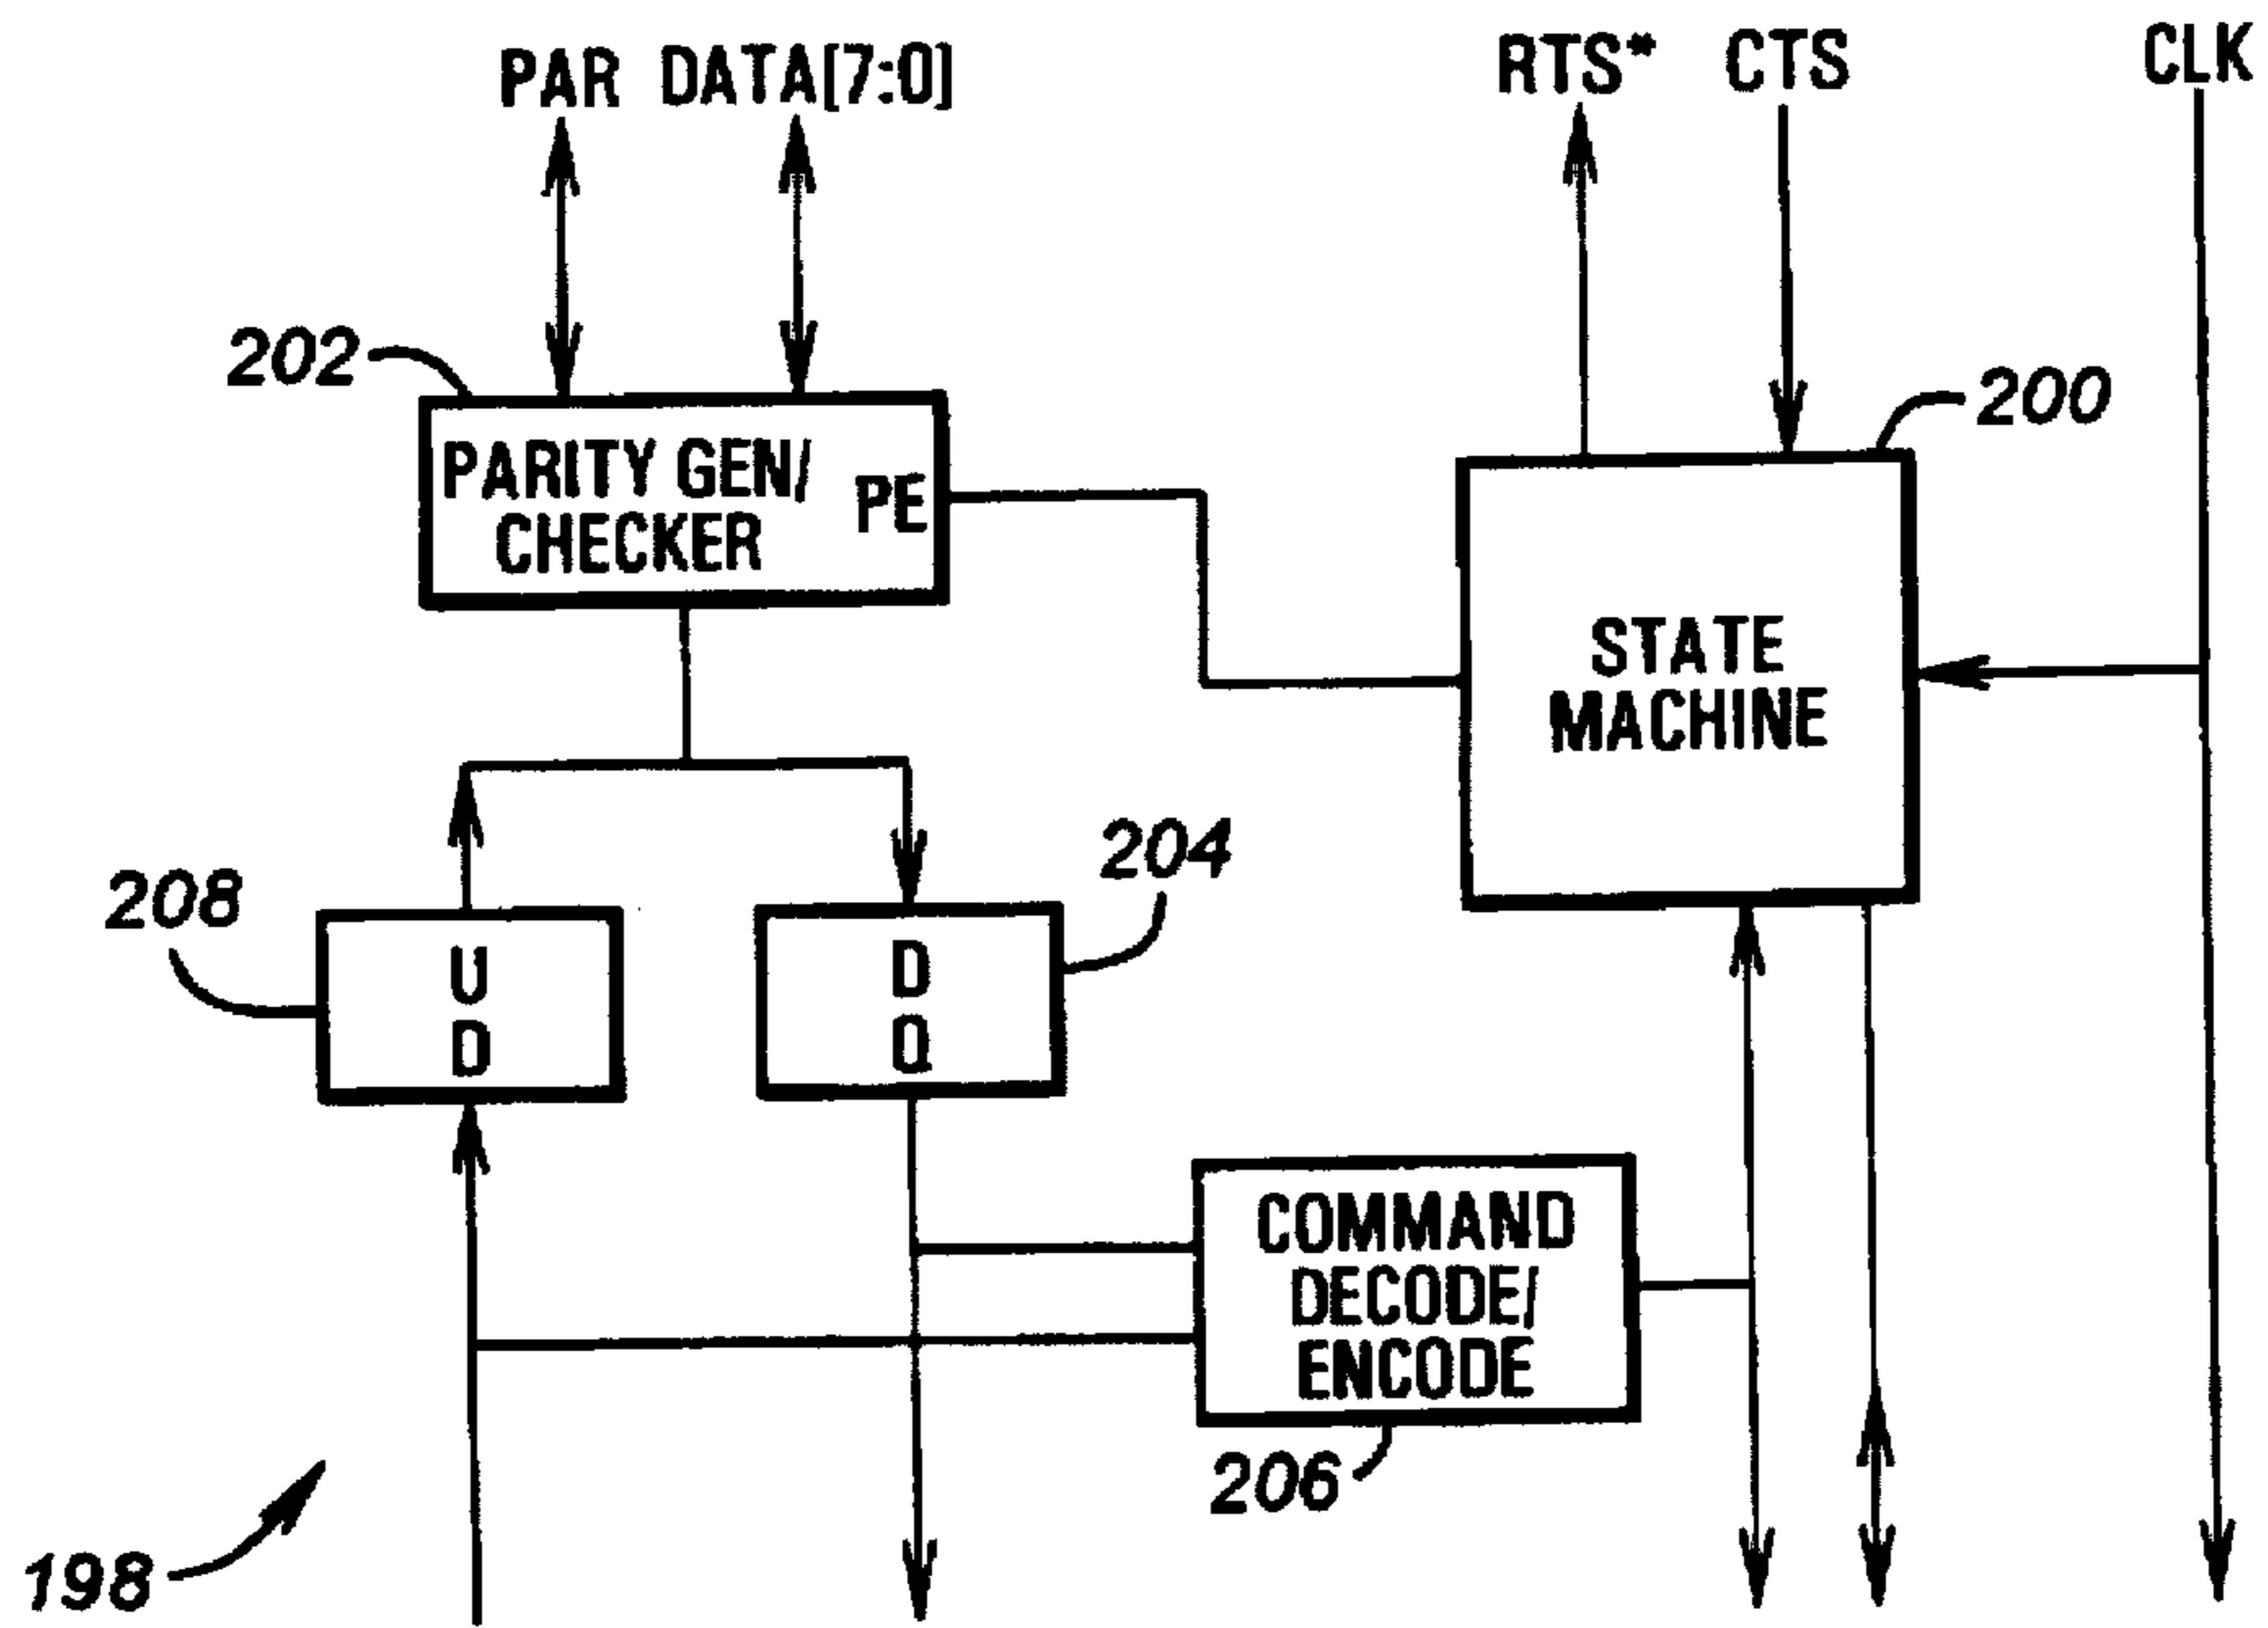 PAR DATA[7:0]
RTS* CTS
CLK
202
200
PARITY GEN/
CHECKER
PE
STATE
MACHINE
208
204
U
D
D
Q
COMMAND
DECODE/
ENCODE
206
198